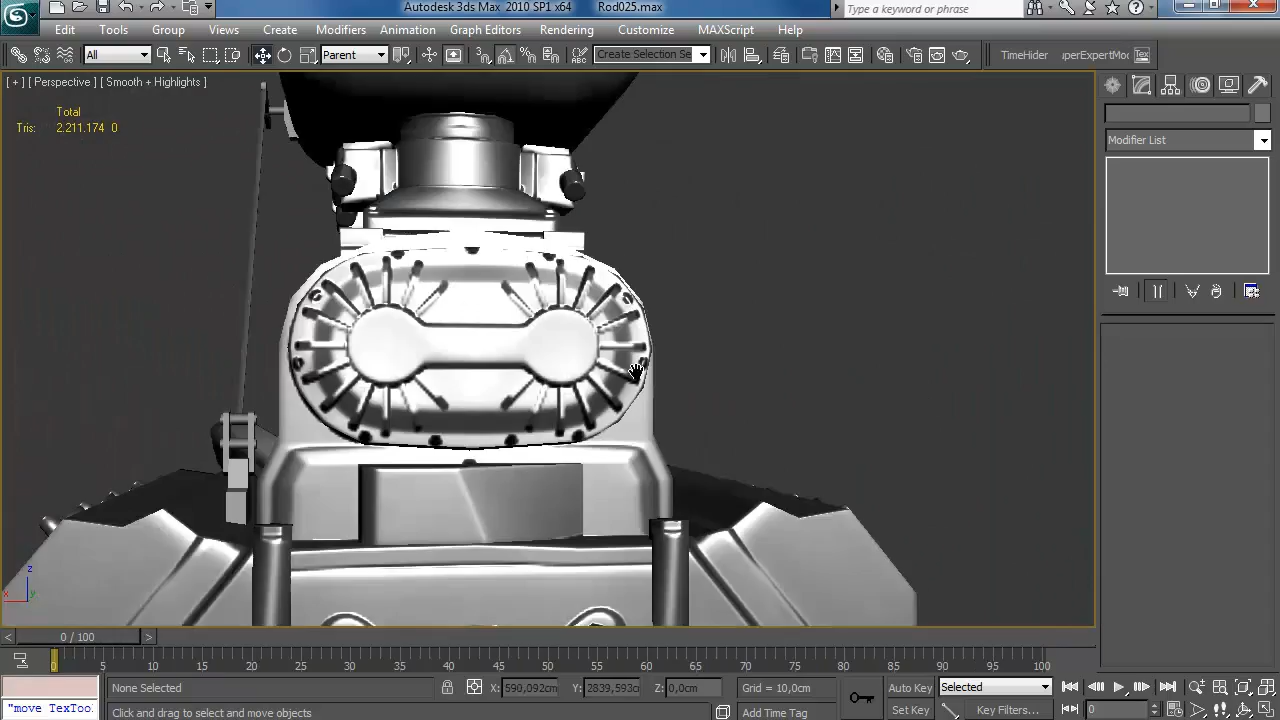 Autodesk 3ds Max 2010 SP1 x64 Rod025.max
Type a keyword or phrase
Edit Tools Group Views Create Modifiers Animation Graph Editors Rendering Customize MAXScript Help
All Parent Create Selection Se TimeHider perExpertMo Tex
[ + ] [ Perspective ] [ Smooth + Highlights ]
Total
Tris: 2.211.174 0
Modifier List
z
x y
< 0 / 100 >
0 5 10 15 20 25 30 35 40 45 50 55 60 65 70 75 80 85 90 95 100
None Selected X: 590,092cm Y: 2839,593c Z: 0,0cm Grid = 10,0cm Auto Key Selected
"move TexToo Click and drag to select and move objects Add Time Tag Set Key Key Filters... 0